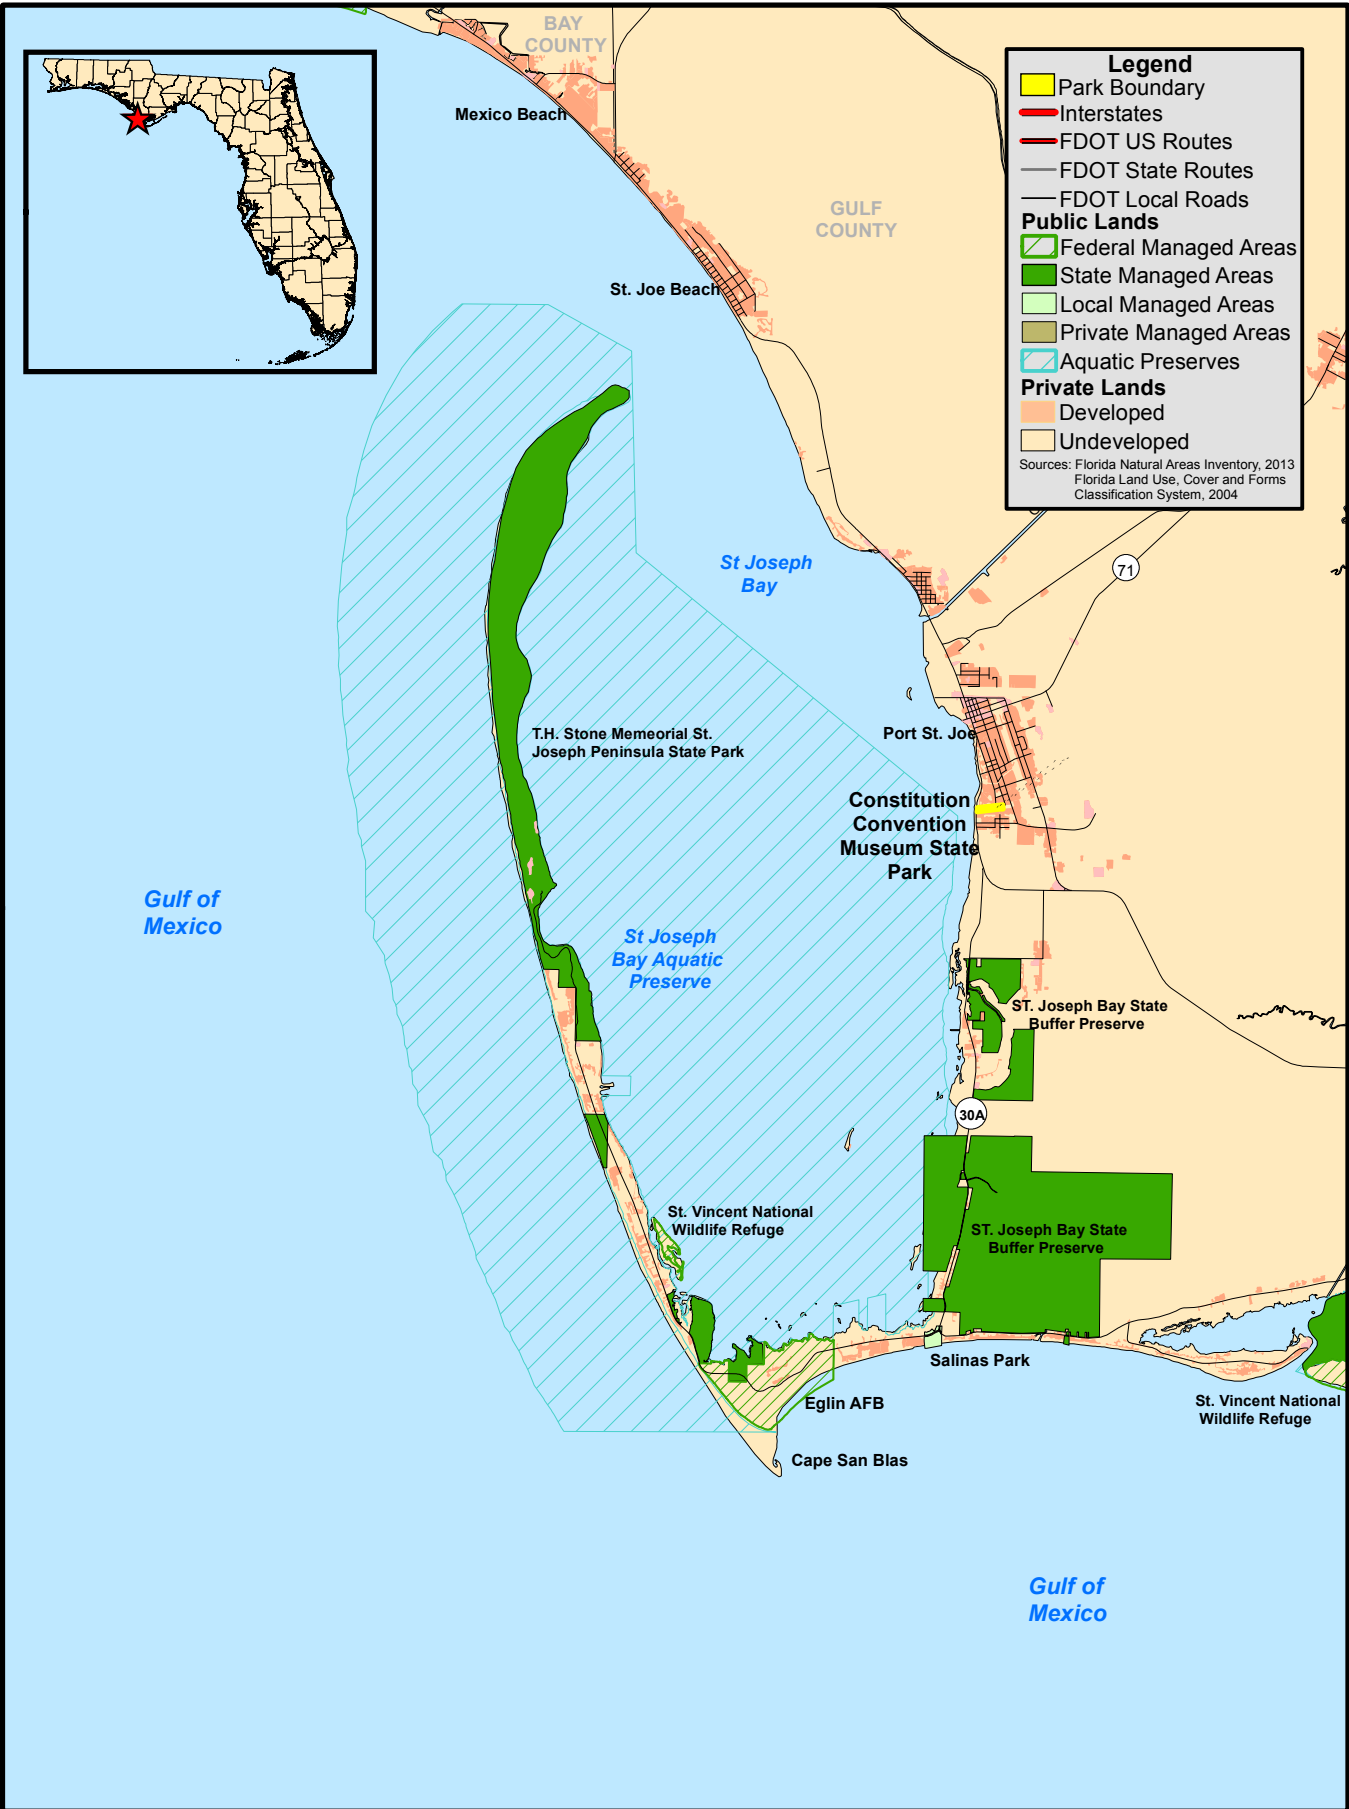 BAY
COUNTY
Mexico Beach
GULF
COUNTY
St. Joe Beach
Legend
Park Boundary
Interstates
FDOT US Routes
FDOT State Routes
FDOT Local Roads
Public Lands
Federal Managed Areas
State Managed Areas
Local Managed Areas
Private Managed Areas
Aquatic Preserves
Private Lands
Developed
Undeveloped
Sources: Florida Natural Areas Inventory, 2013
Florida Land Use, Cover and Forms
Classification System, 2004
St Joseph
Bay
71
T.H. Stone Memeorial St.
Joseph Peninsula State Park
Port St. Joe
Constitution
Convention
Museum State
Park
Gulf of
Mexico
St Joseph
Bay Aquatic
Preserve
ST. Joseph Bay State
Buffer Preserve
30A
St. Vincent National
Wildlife Refuge
ST. Joseph Bay State
Buffer Preserve
Salinas Park
Eglin AFB
St. Vincent National
Wildlife Refuge
Cape San Blas
Gulf of
Mexico